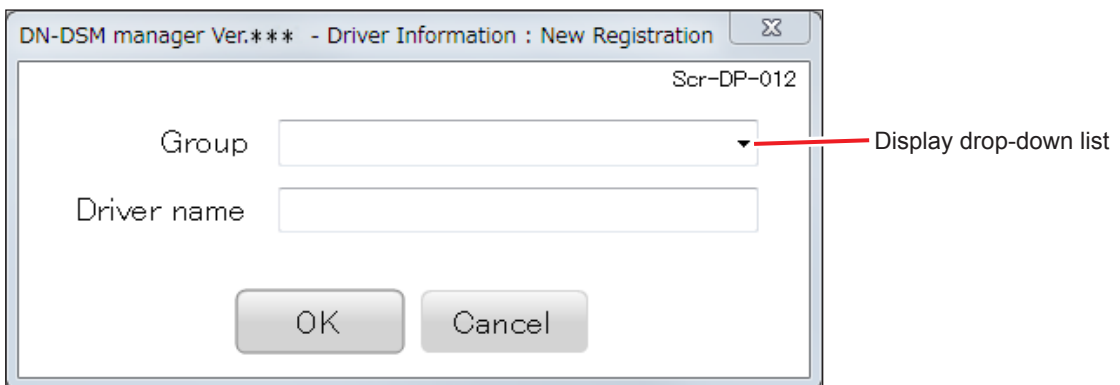 DN-DSM manager Ver.*** - Driver Information : New Registration
Scr-DP-012
Group
Display drop-down list
Driver name
OK Cancel